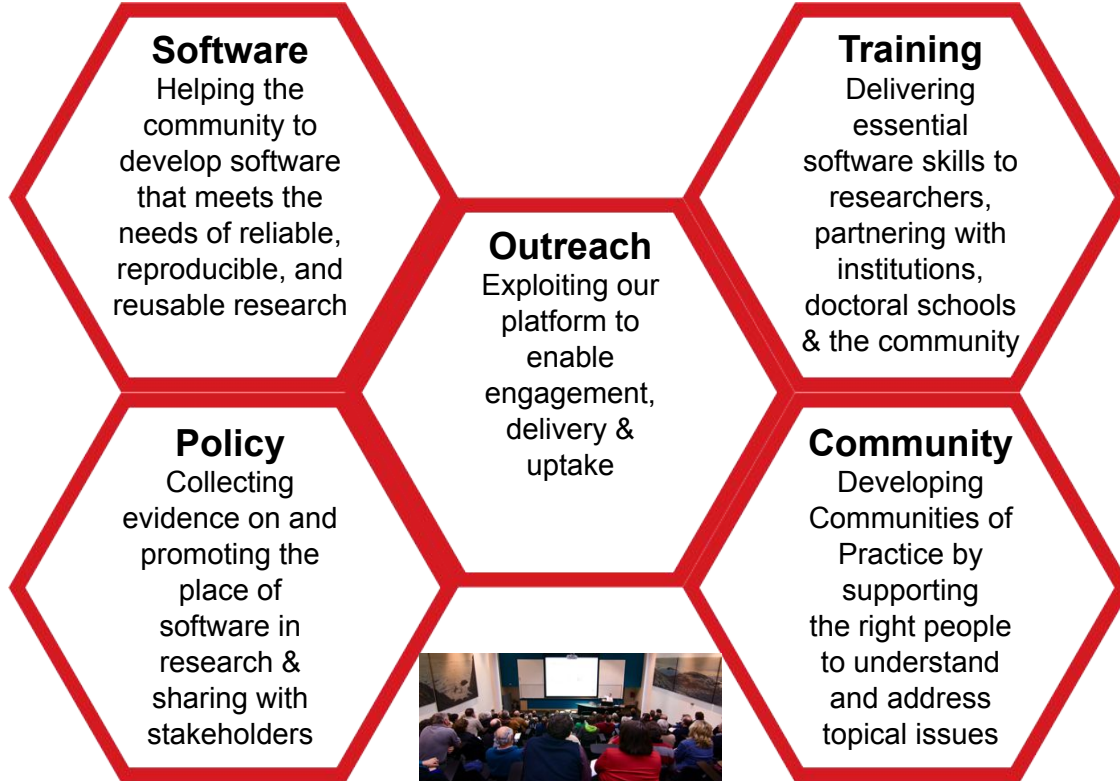 Software
Helping the
community to
develop software
that meets the
needs of reliable,
reproducible, and
reusable research
Training
Delivering
essential
software skills to
researchers,
partnering with
institutions,
doctoral schools
& the community
Outreach
Exploiting our
platform to
enable
engagement,
delivery &
uptake
Policy
Collecting
evidence on and
promoting the
place of
software in
research &
sharing with
stakeholders
Community
Developing
Communities of
Practice by
supporting
the right people
to understand
and address
topical issues